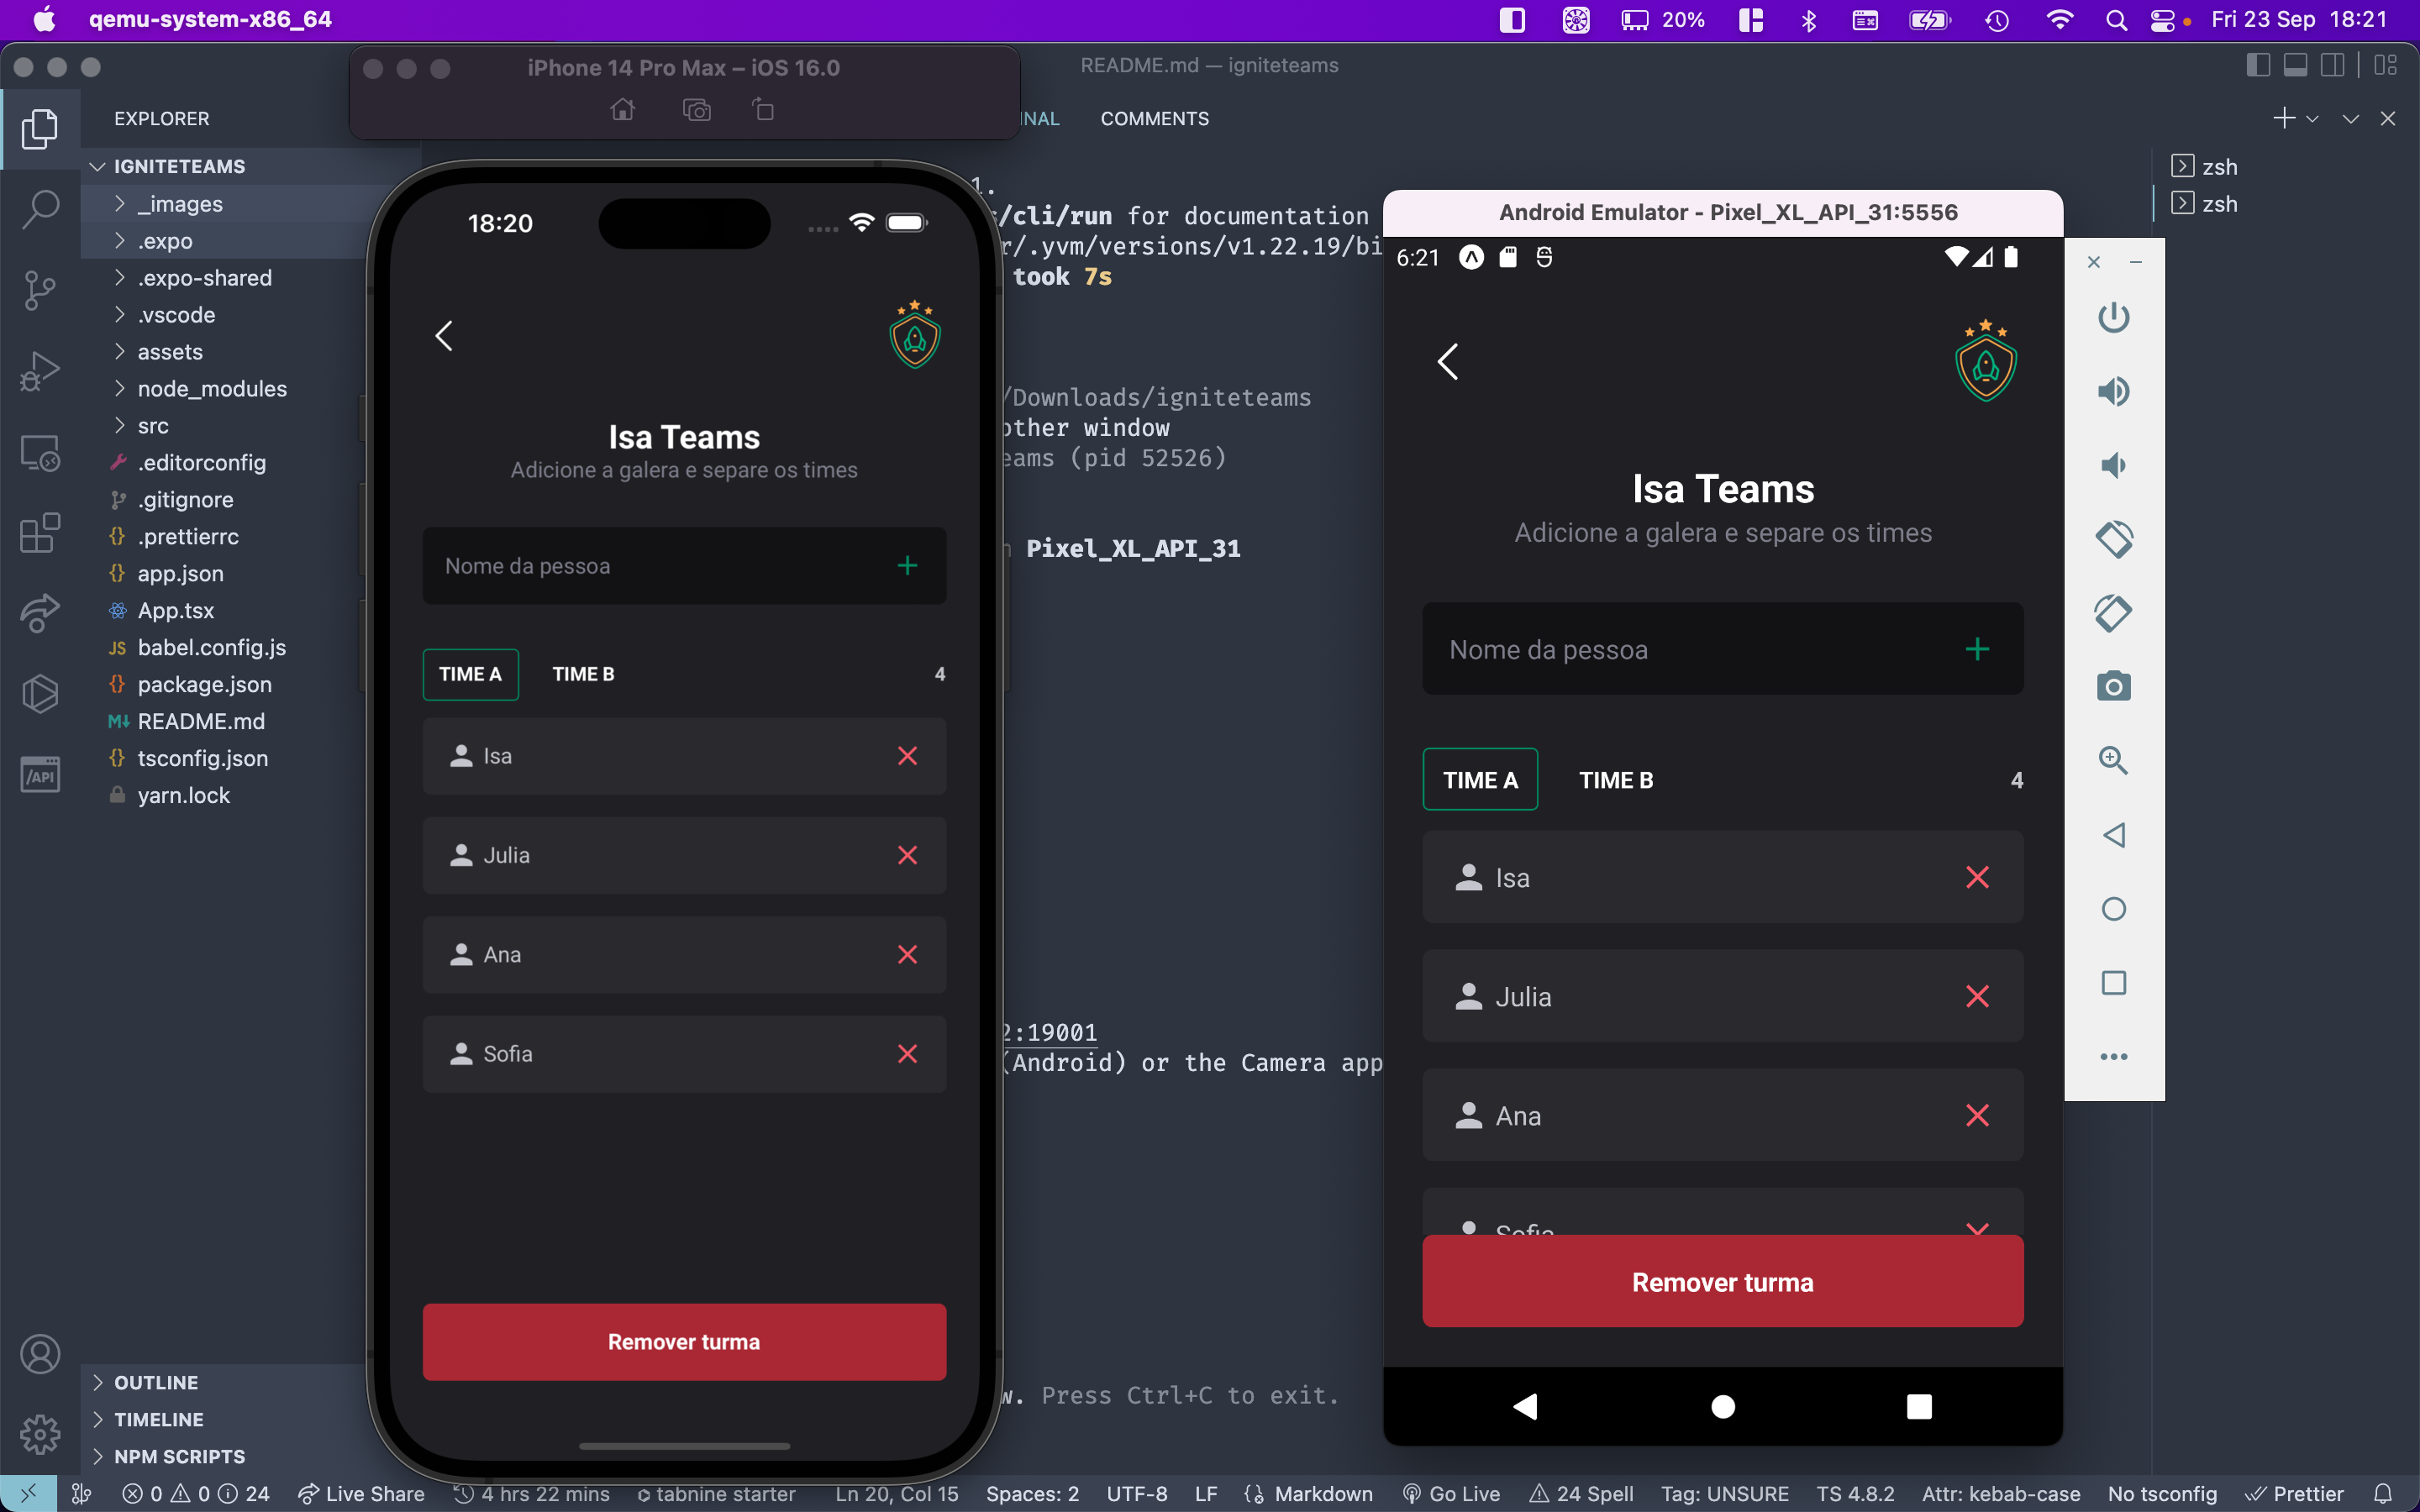 qemu-system-x86_64
20%
Fri 23 Sep 18:21
iPhone 14 Pro Max – iOS 16.0
README.md — igniteteams
EXPLORER
COMMENTS
IGNITETEAMS
_images
.expo
.expo-shared
.vscode
assets
node_modules
src
.editorconfig
.gitignore
.prettierrc
app.json
App.tsx
babel.config.js
package.json
README.md
tsconfig.json
yarn.lock
OUTLINE
TIMELINE
NPM SCRIPTS
18:20
Isa Teams
Adicione a galera e separe os times
Nome da pessoa
TIME A
TIME B
4
Isa
Julia
Ana
Sofia
Remover turma
1.
s/cli/run for documentation
r/.yvm/versions/v1.22.19/bi
took 7s
/Downloads/igniteteams
other window
eams (pid 52526)
Pixel_XL_API_31
2:19001
(Android) or the Camera app
w. Press Ctrl+C to exit.
zsh
zsh
Android Emulator - Pixel_XL_API_31:5556
6:21
Isa Teams
Adicione a galera e separe os times
Nome da pessoa
TIME A
TIME B
4
Isa
Julia
Ana
Sofia
Remover turma
0 0 24
Live Share
4 hrs 22 mins
tabnine starter
Ln 20, Col 15
Spaces: 2
UTF-8
LF
Markdown
Go Live
24 Spell
Tag: UNSURE
TS 4.8.2
Attr: kebab-case
No tsconfig
Prettier